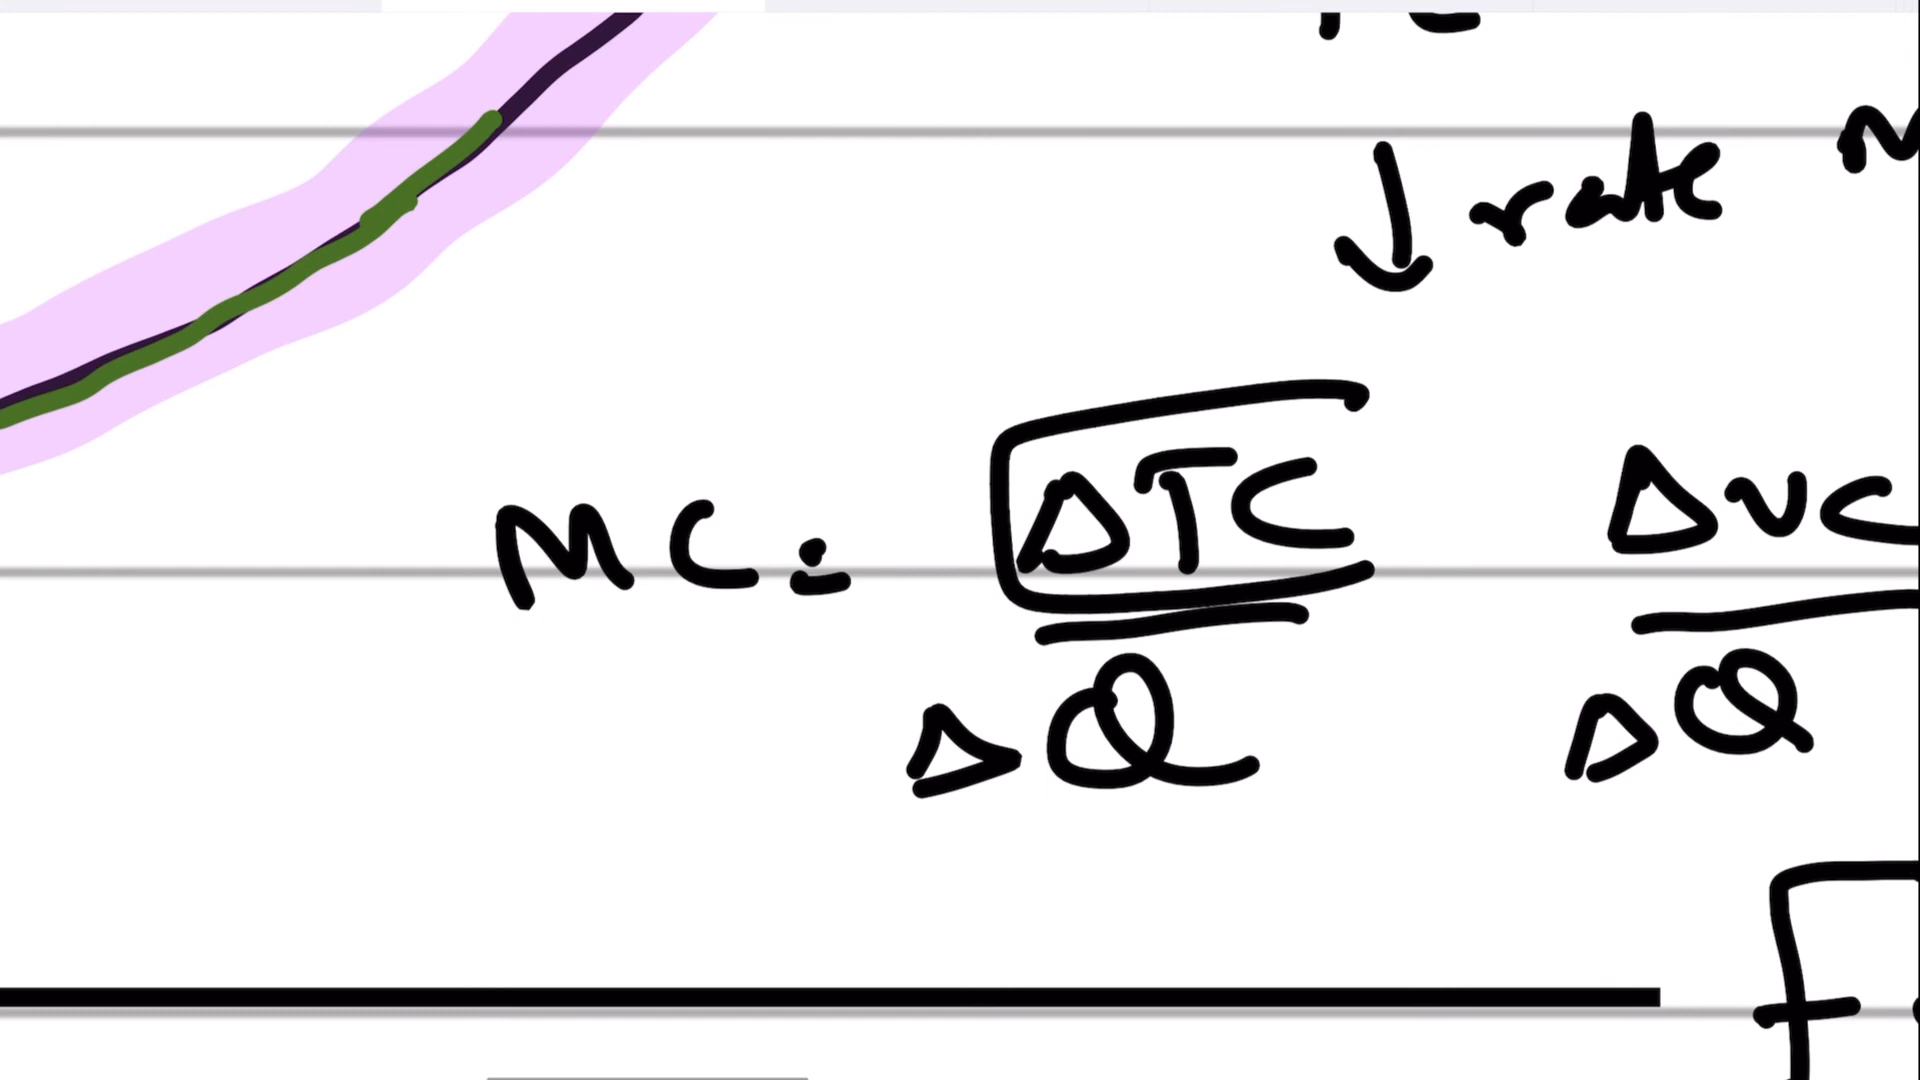 ↓ rate
MC = ΔTC ΔVC
ΔQ ΔQ